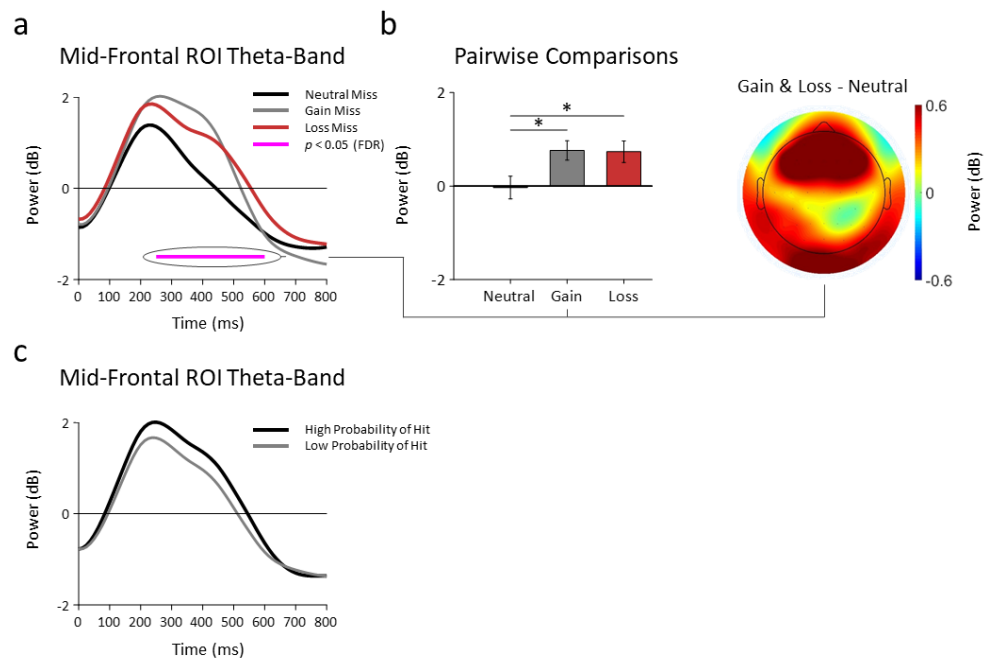 a
Mid-Frontal ROI Theta-Band
Power (dB)
2
0
-2
Neutral Miss
Gain Miss
Loss Miss
p < 0.05 (FDR)
0 100 200 300 400 500 600 700 800
Time (ms)
b
Pairwise Comparisons
Power (dB)
2
0
-2
*
*
Neutral Gain Loss
Gain & Loss - Neutral
0.6
0
-0.6
Power (dB)
c
Mid-Frontal ROI Theta-Band
Power (dB)
2
0
-2
High Probability of Hit
Low Probability of Hit
0 100 200 300 400 500 600 700 800
Time (ms)